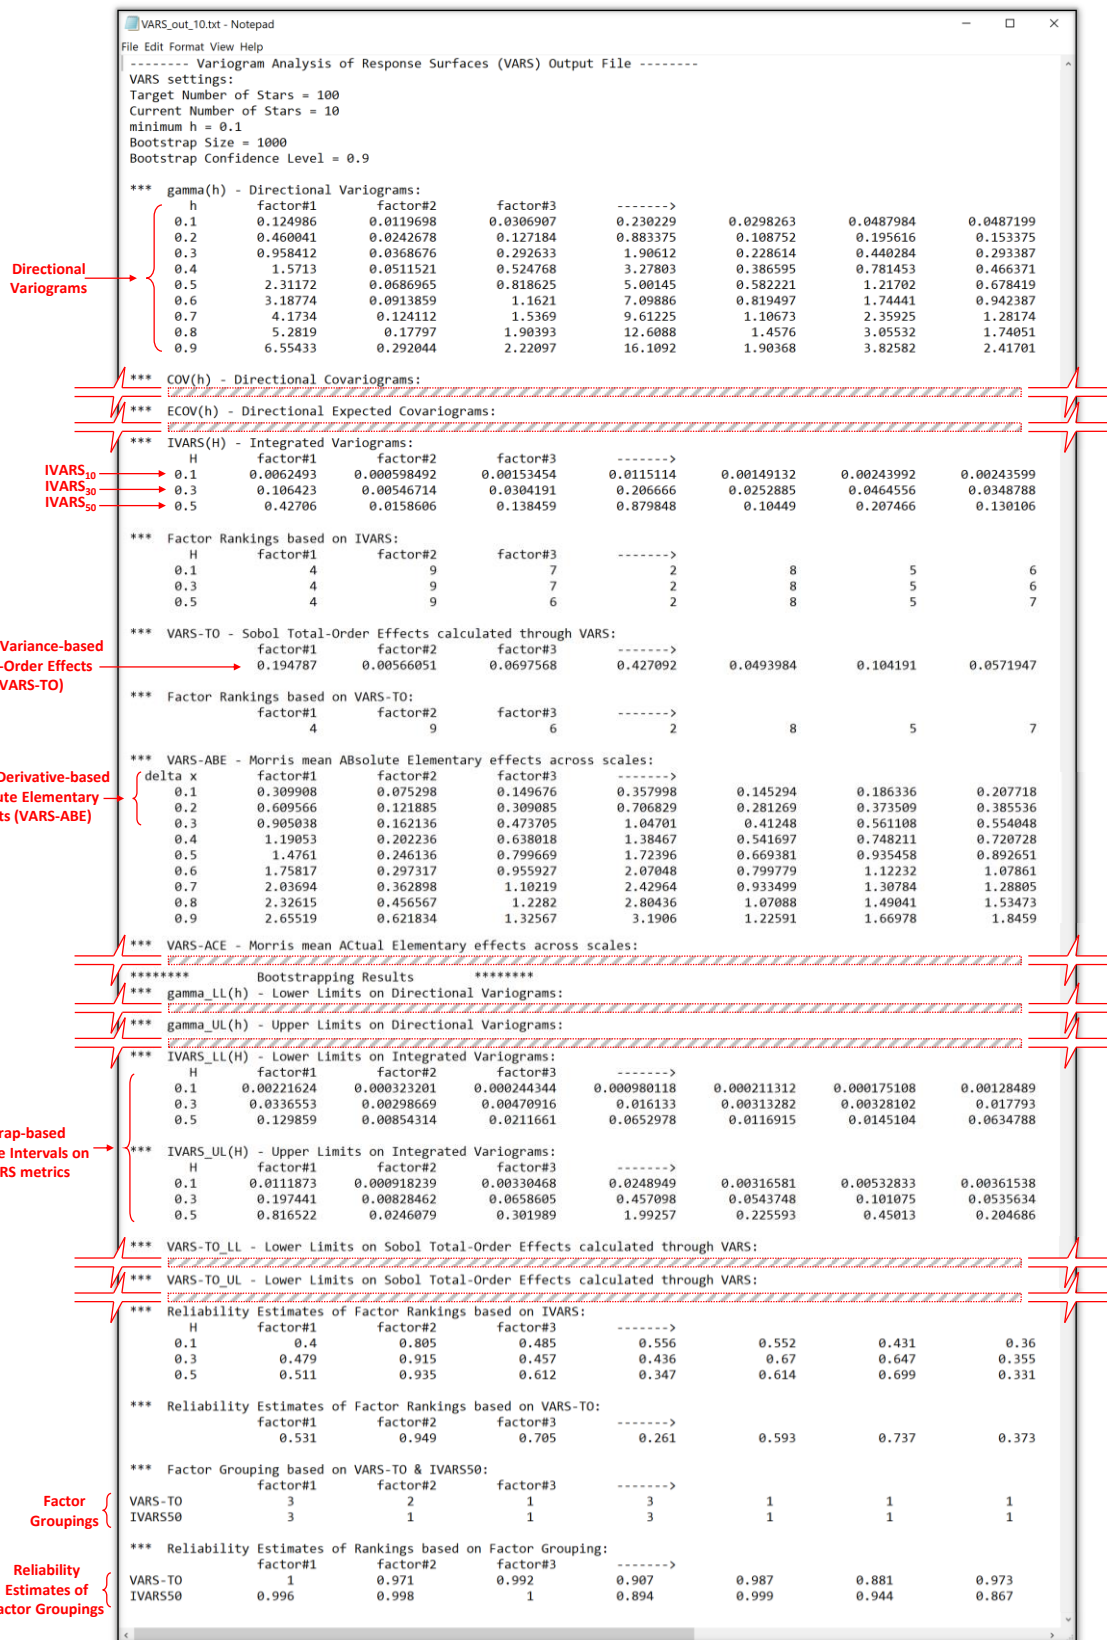 VARS_out_10.txt - Notepad
File Edit Format View Help
-------- Variogram Analysis of Response Surfaces (VARS) Output File --------
VARS settings:
Target Number of Stars = 100
Current Number of Stars = 10
minimum h = 0.1
Bootstrap Size = 1000
Bootstrap Confidence Level = 0.9
*** gamma(h) - Directional Variograms:
h factor#1 factor#2 factor#3 ------->
0.1 0.124986 0.0119698 0.0306907 0.230229 0.0298263 0.0487984 0.0487199
0.2 0.460041 0.0242678 0.127184 0.883375 0.108752 0.195616 0.153375
0.3 0.958412 0.0368676 0.292633 1.90612 0.228614 0.440284 0.293387
Directional Variograms
0.4 1.5713 0.0511521 0.524768 3.27803 0.386595 0.781453 0.466371
0.5 2.31172 0.0686965 0.818625 5.00145 0.582221 1.21702 0.678419
0.6 3.18774 0.0913859 1.1621 7.09886 0.819497 1.74441 0.942387
0.7 4.1734 0.124112 1.5369 9.61225 1.10673 2.35925 1.28174
0.8 5.2819 0.17797 1.90393 12.6088 1.4576 3.05532 1.74051
0.9 6.55433 0.292044 2.22097 16.1092 1.90368 3.82582 2.41701
*** COV(h) - Directional Covariograms:
*** ECOV(h) - Directional Expected Covariograms:
*** IVARS(H) - Integrated Variograms:
H factor#1 factor#2 factor#3 ------->
IVARS10 0.1 0.0062493 0.000598492 0.00153454 0.0115114 0.00149132 0.00243992 0.00243599
IVARS30 0.3 0.106423 0.00546714 0.0304191 0.206666 0.0252885 0.0464556 0.0348788
IVARS50 0.5 0.42706 0.0158606 0.138459 0.879848 0.10449 0.207466 0.130106
*** Factor Rankings based on IVARS:
H factor#1 factor#2 factor#3 ------->
0.1 4 9 7 2 8 5 6
0.3 4 9 7 2 8 5 6
0.5 4 9 6 2 8 5 7
*** VARS-TO - Sobol Total-Order Effects calculated through VARS:
Variance-based
factor#1 factor#2 factor#3 ------->
-Order Effects 0.194787 0.00566051 0.0697568 0.427092 0.0493984 0.104191 0.0571947
VARS-TO)
*** Factor Rankings based on VARS-TO:
factor#1 factor#2 factor#3 ------->
4 9 6 2 8 5 7
*** VARS-ABE - Morris mean ABsolute Elementary effects across scales:
Derivative-based
delta x factor#1 factor#2 factor#3 ------->
0.1 0.309908 0.075298 0.149676 0.357998 0.145294 0.186336 0.207718
ute Elementary
0.2 0.609566 0.121885 0.309085 0.706829 0.281269 0.373509 0.385536
ts (VARS-ABE)
0.3 0.905038 0.162136 0.473705 1.04701 0.41248 0.561108 0.554048
0.4 1.19053 0.202236 0.638018 1.38467 0.541697 0.748211 0.720728
0.5 1.4761 0.246136 0.799669 1.72396 0.669381 0.935458 0.892651
0.6 1.75817 0.297317 0.955927 2.07048 0.799779 1.12232 1.07861
0.7 2.03694 0.362898 1.10219 2.42964 0.933499 1.30784 1.28805
0.8 2.32615 0.456567 1.2282 2.80436 1.07088 1.49041 1.53473
0.9 2.65519 0.621834 1.32567 3.1906 1.22591 1.66978 1.8459
*** VARS-ACE - Morris mean ACtual Elementary effects across scales:
******** Bootstrapping Results ********
*** gamma_LL(h) - Lower Limits on Directional Variograms:
*** gamma_UL(h) - Upper Limits on Directional Variograms:
*** IVARS_LL(H) - Lower Limits on Integrated Variograms:
H factor#1 factor#2 factor#3 ------->
0.1 0.00221624 0.000323201 0.000244344 0.000980118 0.000211312 0.000175108 0.00128489
0.3 0.0336553 0.00298669 0.00470916 0.016133 0.00313282 0.00328102 0.017793
0.5 0.129859 0.00854314 0.0211661 0.0652978 0.0116915 0.0145104 0.0634788
rap-based
e Intervals on
RS metrics
*** IVARS_UL(H) - Upper Limits on Integrated Variograms:
H factor#1 factor#2 factor#3 ------->
0.1 0.0111873 0.000918239 0.00330468 0.0248949 0.00316581 0.00532833 0.00361538
0.3 0.197441 0.00828462 0.0658605 0.457098 0.0543748 0.101075 0.0535634
0.5 0.816522 0.0246079 0.301989 1.99257 0.225593 0.45013 0.204686
*** VARS-TO_LL - Lower Limits on Sobol Total-Order Effects calculated through VARS:
*** VARS-TO_UL - Lower Limits on Sobol Total-Order Effects calculated through VARS:
*** Reliability Estimates of Factor Rankings based on IVARS:
H factor#1 factor#2 factor#3 ------->
0.1 0.4 0.805 0.485 0.556 0.552 0.431 0.36
0.3 0.479 0.915 0.457 0.436 0.67 0.647 0.355
0.5 0.511 0.935 0.612 0.347 0.614 0.699 0.331
*** Reliability Estimates of Factor Rankings based on VARS-TO:
factor#1 factor#2 factor#3 ------->
0.531 0.949 0.705 0.261 0.593 0.737 0.373
*** Factor Grouping based on VARS-TO & IVARS50:
factor#1 factor#2 factor#3 ------->
Factor Groupings
VARS-TO 3 2 1 3 1 1 1
IVARS50 3 1 1 3 1 1 1
*** Reliability Estimates of Rankings based on Factor Grouping:
factor#1 factor#2 factor#3 ------->
Reliability
Estimates of
actor Groupings
VARS-TO 1 0.971 0.992 0.907 0.987 0.881 0.973
IVARS50 0.996 0.998 1 0.894 0.999 0.944 0.867